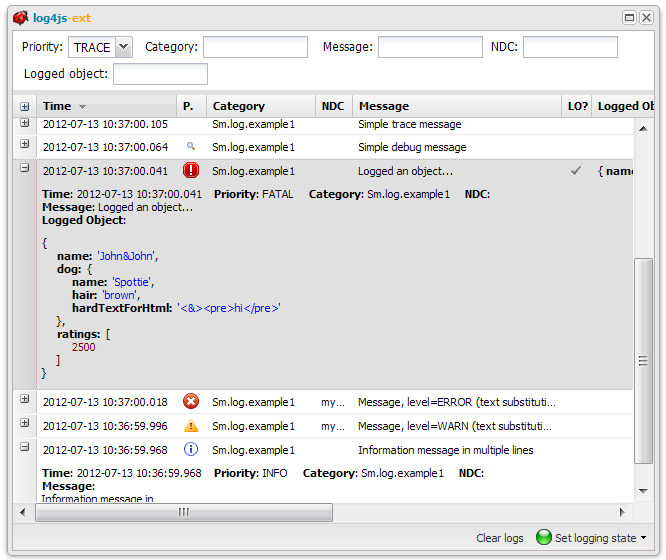 log4js-ext
Priority: TRACE Category: Message: NDC:
Logged object:
Time P. Category NDC Message LO? Logged Ob
2012-07-13 10:37:00.105 Sm.log.example1 Simple trace message
2012-07-13 10:37:00.064 Sm.log.example1 Simple debug message
2012-07-13 10:37:00.041 Sm.log.example1 Logged an object... { name
Time: 2012-07-13 10:37:00.041 Priority: FATAL Category: Sm.log.example1 NDC:
Message: Logged an object...
Logged Object:
{
name: 'John&John',
dog: {
name: 'Spottie',
hair: 'brown',
hardTextForHtml: '<&><pre>hi</pre>'
},
ratings: [
2500
]
}
2012-07-13 10:37:00.018 Sm.log.example1 my... Message, level=ERROR (text substituti...
2012-07-13 10:36:59.996 Sm.log.example1 my... Message, level=WARN (text substituti...
2012-07-13 10:36:59.968 Sm.log.example1 Information message in multiple lines
Time: 2012-07-13 10:36:59.968 Priority: INFO Category: Sm.log.example1 NDC:
Message:
Information message in
Clear logs Set logging state